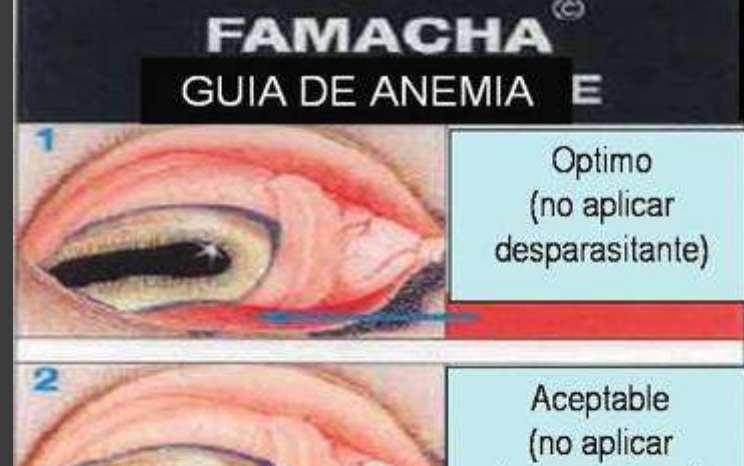 FAMACHA©
GUIA DE ANEMIA E
1
Optimo
(no aplicar
desparasitante)
2
Aceptable
(no aplicar